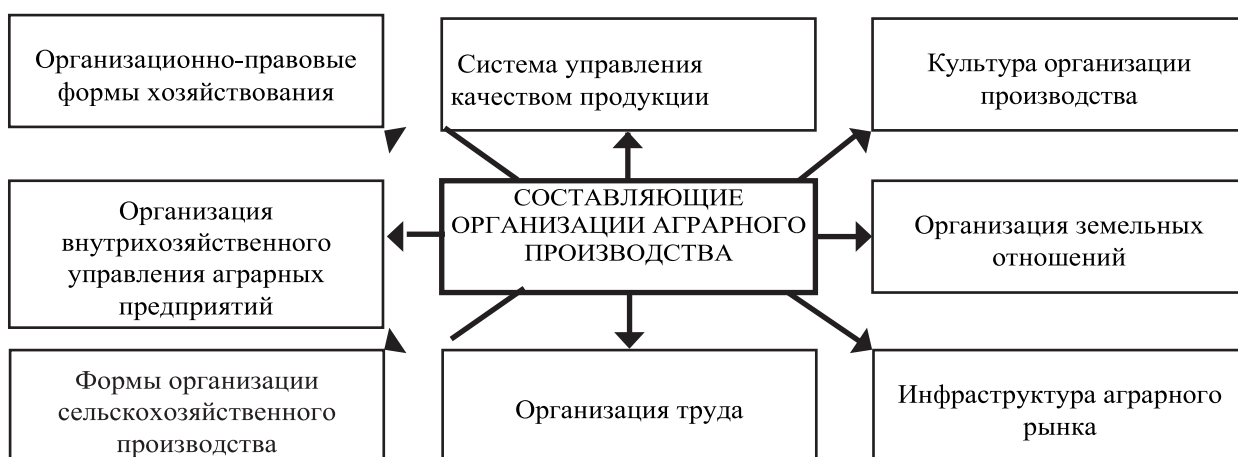 Организационно-правовые
формы хозяйствования
Система управления
качеством продукции
Культура организации
производства
Организация
внутрихозяйственного
управления аграрных
предприятий
СОСТАВЛЯЮЩИЕ
ОРГАНИЗАЦИИ АГРАРНОГО
ПРОИЗВОДСТВА
Организация земельных
отношений
Формы организации
сельскохозяйственного
производства
Организация труда
Инфраструктура аграрного
рынка